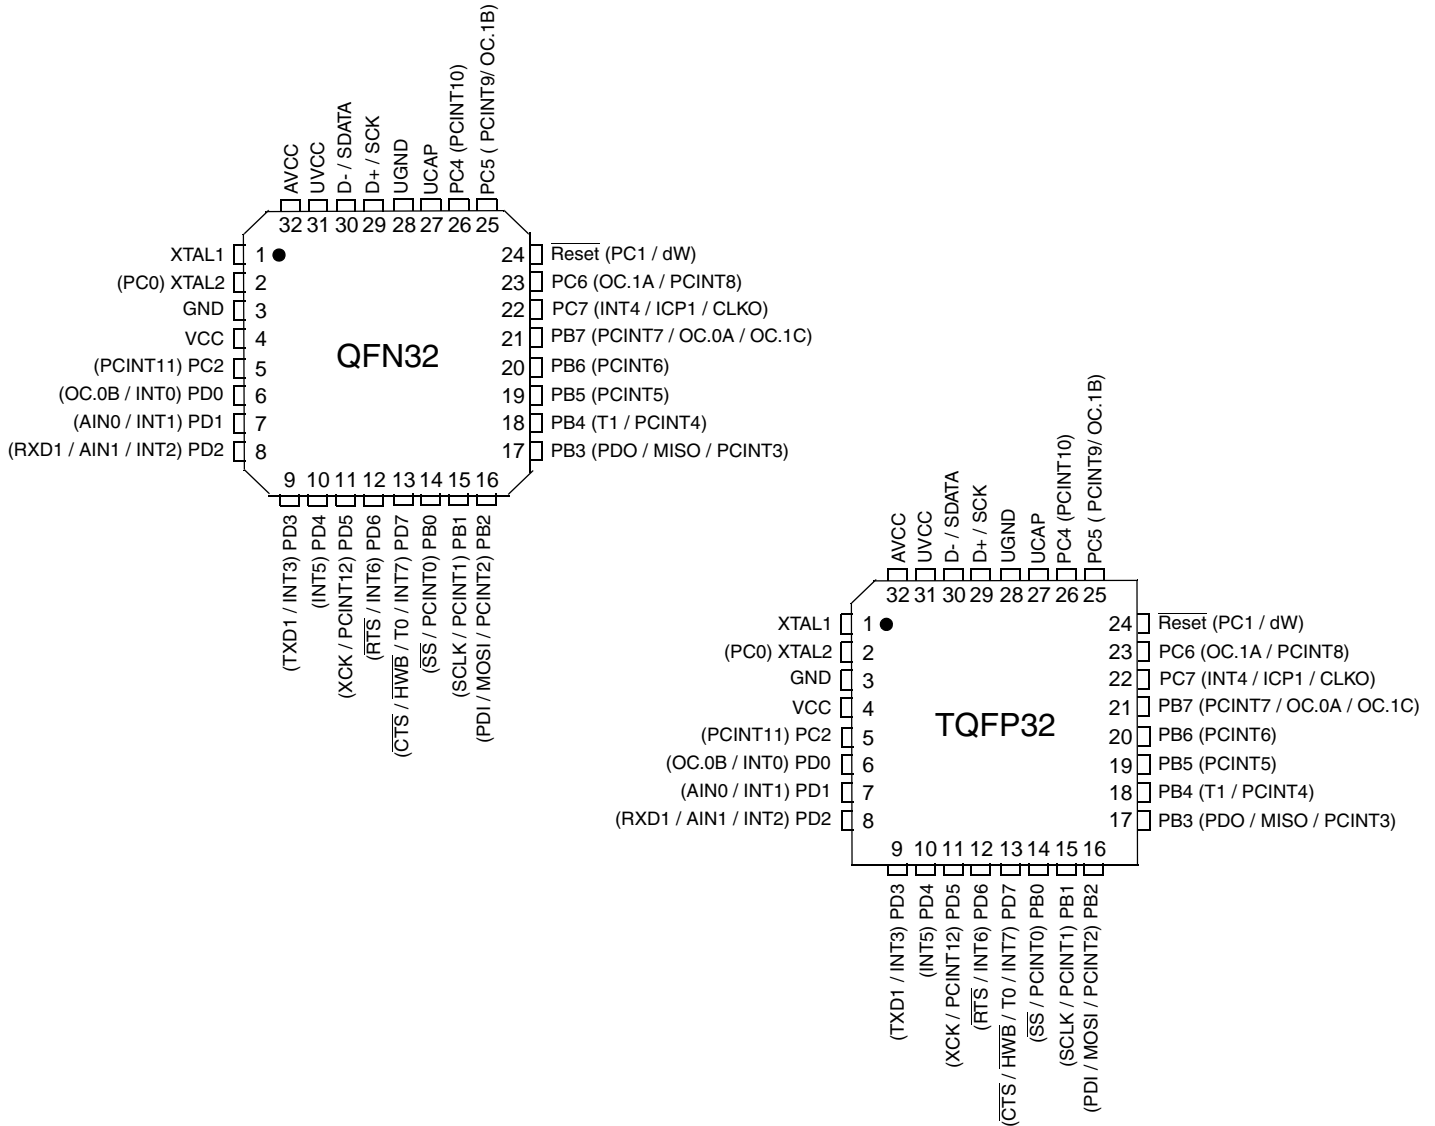 AVCC
UVCC
D- / SDATA
D+ / SCK
UGND
UCAP
PC4 (PCINT10)
PC5 ( PCINT9/ OC.1B)
32 31 30 29 28 27 26 25
XTAL1 1
(PC0) XTAL2 2
GND 3
VCC 4
(PCINT11) PC2 5
(OC.0B / INT0) PD0 6
(AIN0 / INT1) PD1 7
(RXD1 / AIN1 / INT2) PD2 8
QFN32
24 Reset (PC1 / dW)
23 PC6 (OC.1A / PCINT8)
22 PC7 (INT4 / ICP1 / CLKO)
21 PB7 (PCINT7 / OC.0A / OC.1C)
20 PB6 (PCINT6)
19 PB5 (PCINT5)
18 PB4 (T1 / PCINT4)
17 PB3 (PDO / MISO / PCINT3)
9 10 11 12 13 14 15 16
(TXD1 / INT3) PD3
(INT5) PD4
(XCK / PCINT12) PD5
(RTS / INT6) PD6
(CTS / HWB / T0 / INT7) PD7
(SS / PCINT0) PB0
(SCLK / PCINT1) PB1
(PDI / MOSI / PCINT2) PB2
AVCC
UVCC
D- / SDATA
D+ / SCK
UGND
UCAP
PC4 (PCINT10)
PC5 ( PCINT9/ OC.1B)
32 31 30 29 28 27 26 25
XTAL1 1
(PC0) XTAL2 2
GND 3
VCC 4
(PCINT11) PC2 5
(OC.0B / INT0) PD0 6
(AIN0 / INT1) PD1 7
(RXD1 / AIN1 / INT2) PD2 8
TQFP32
24 Reset (PC1 / dW)
23 PC6 (OC.1A / PCINT8)
22 PC7 (INT4 / ICP1 / CLKO)
21 PB7 (PCINT7 / OC.0A / OC.1C)
20 PB6 (PCINT6)
19 PB5 (PCINT5)
18 PB4 (T1 / PCINT4)
17 PB3 (PDO / MISO / PCINT3)
9 10 11 12 13 14 15 16
(TXD1 / INT3) PD3
(INT5) PD4
(XCK / PCINT12) PD5
(RTS / INT6) PD6
(CTS / HWB / T0 / INT7) PD7
(SS / PCINT0) PB0
(SCLK / PCINT1) PB1
(PDI / MOSI / PCINT2) PB2